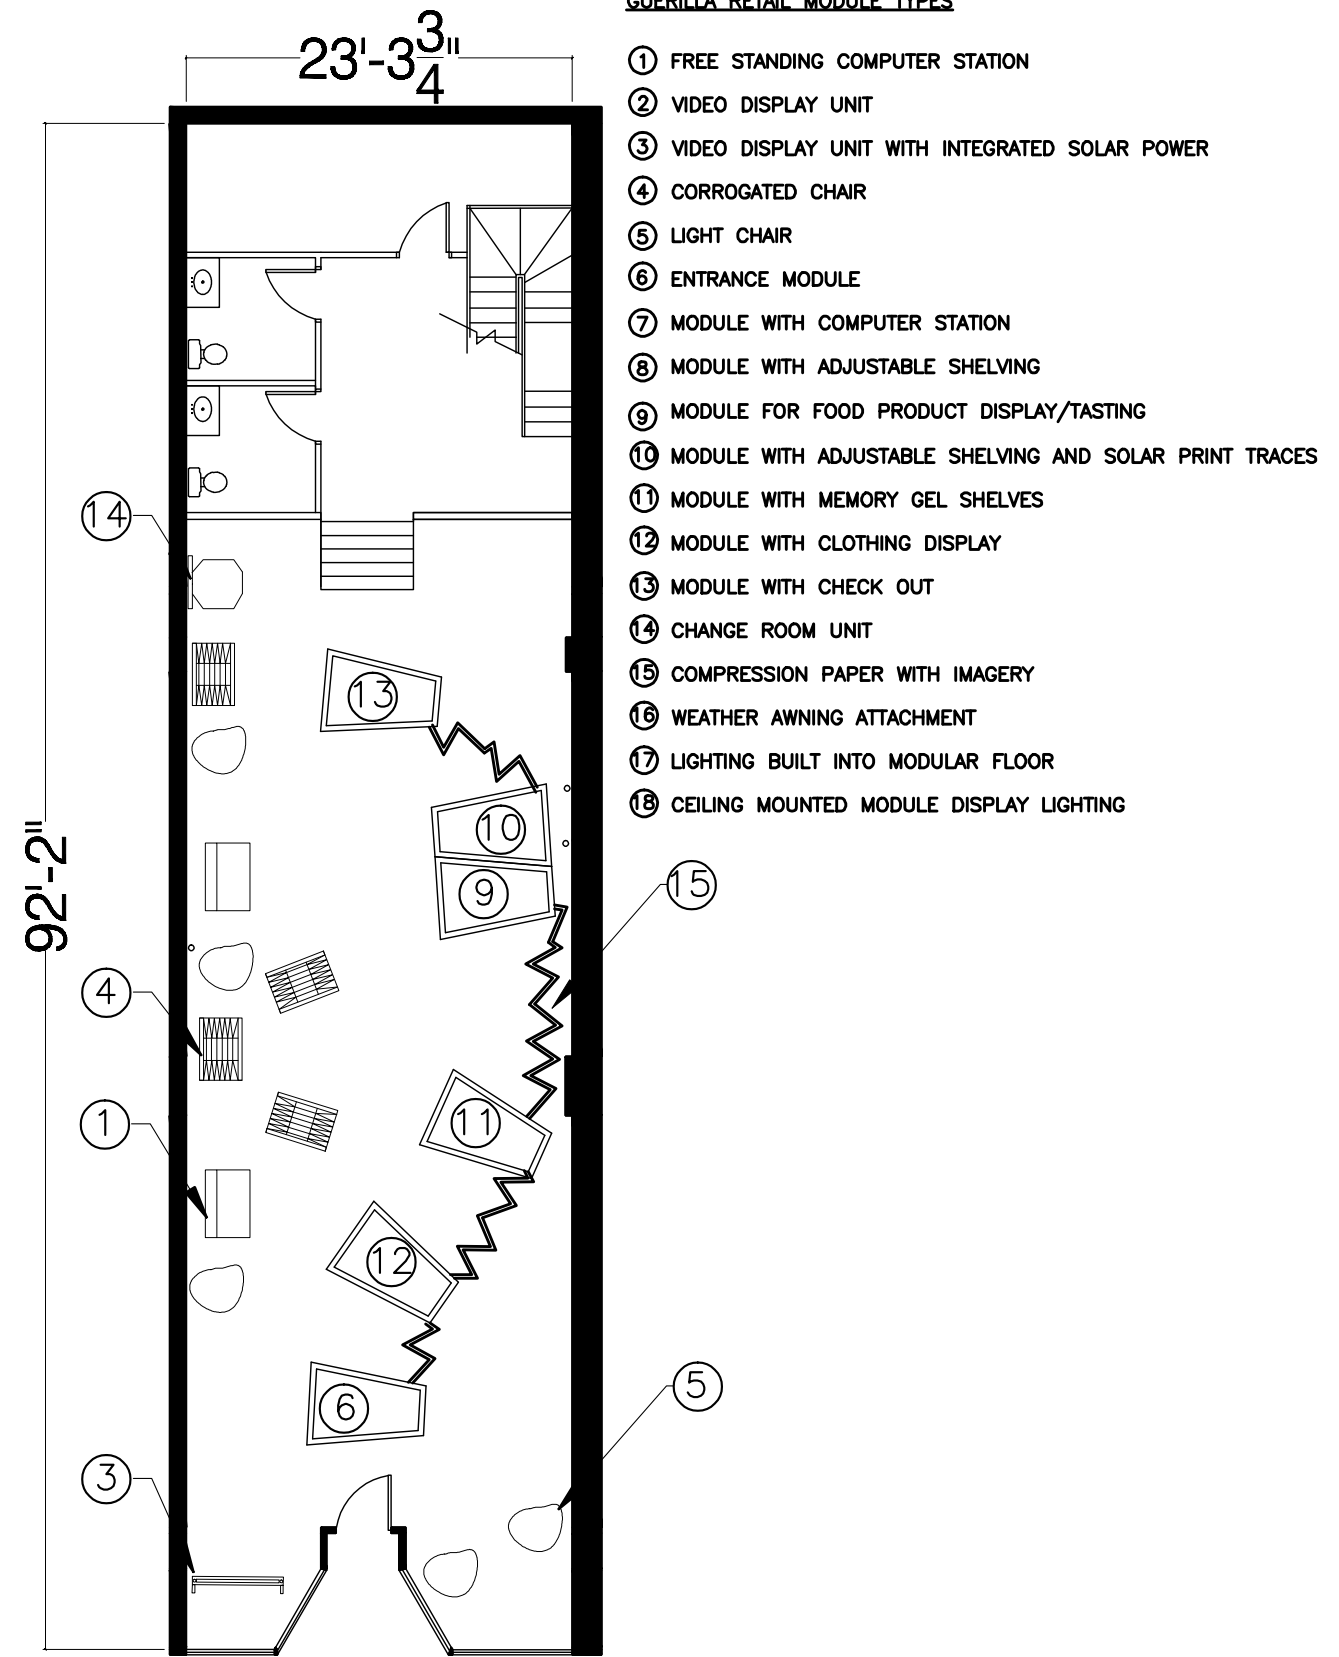 GUERILLA RETAIL MODULE TYPES
23'-3 3/4"
1 FREE STANDING COMPUTER STATION
2 VIDEO DISPLAY UNIT
3 VIDEO DISPLAY UNIT WITH INTEGRATED SOLAR POWER
4 CORROGATED CHAIR
5 LIGHT CHAIR
6 ENTRANCE MODULE
7 MODULE WITH COMPUTER STATION
8 MODULE WITH ADJUSTABLE SHELVING
9 MODULE FOR FOOD PRODUCT DISPLAY/TASTING
10 MODULE WITH ADJUSTABLE SHELVING AND SOLAR PRINT TRACES
11 MODULE WITH MEMORY GEL SHELVES
12 MODULE WITH CLOTHING DISPLAY
13 MODULE WITH CHECK OUT
14 CHANGE ROOM UNIT
15 COMPRESSION PAPER WITH IMAGERY
16 WEATHER AWNING ATTACHMENT
17 LIGHTING BUILT INTO MODULAR FLOOR
18 CEILING MOUNTED MODULE DISPLAY LIGHTING
92'-2"
14
13
10
9
15
4
11
1
12
5
6
3